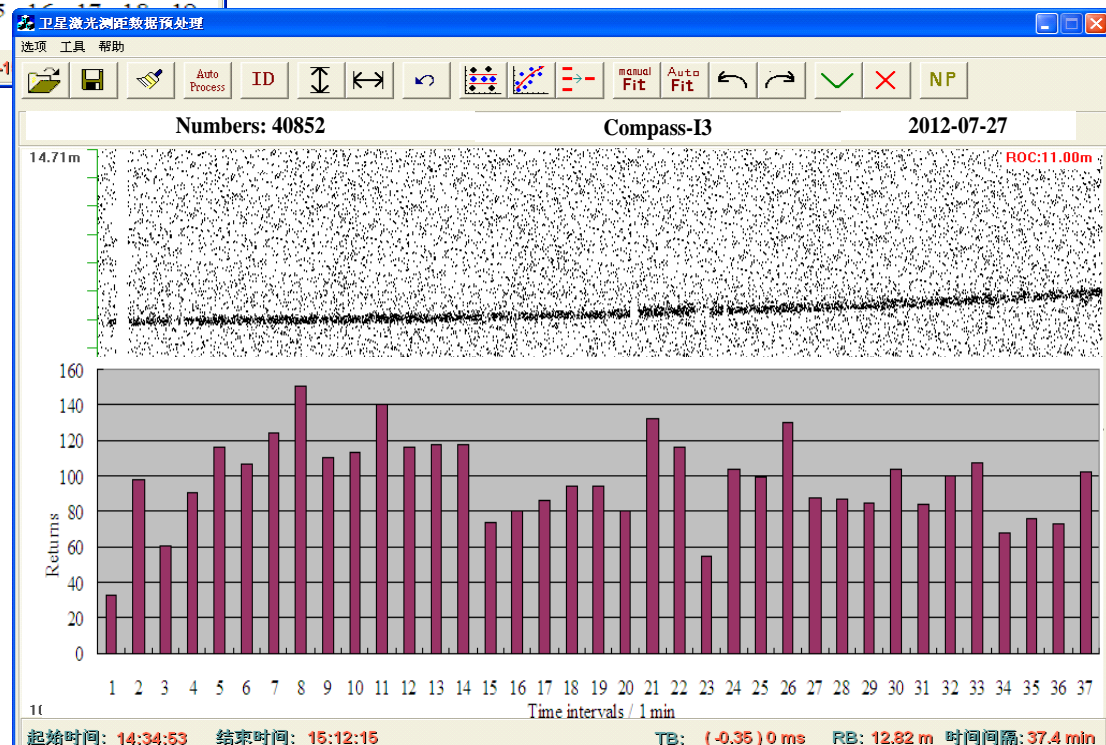 16 17 18 19
卫星激光测距数据预处理
选项 工具 帮助
Auto Process ID manual Fit Auto Fit NP
Numbers: 40852 Compass-I3 2012-07-27
14.71m ROC:11.00m
160
140
120
100
80
60
40
20
0
Returns
1 2 3 4 5 6 7 8 9 10 11 12 13 14 15 16 17 18 19 20 21 22 23 24 25 26 27 28 29 30 31 32 33 34 35 36 37
Time intervals / 1 min
起始时间: 14:34:53 结束时间: 15:12:15 TB: (-0.35) 0 ms RB: 12.82 m 时间间隔: 37.4 min